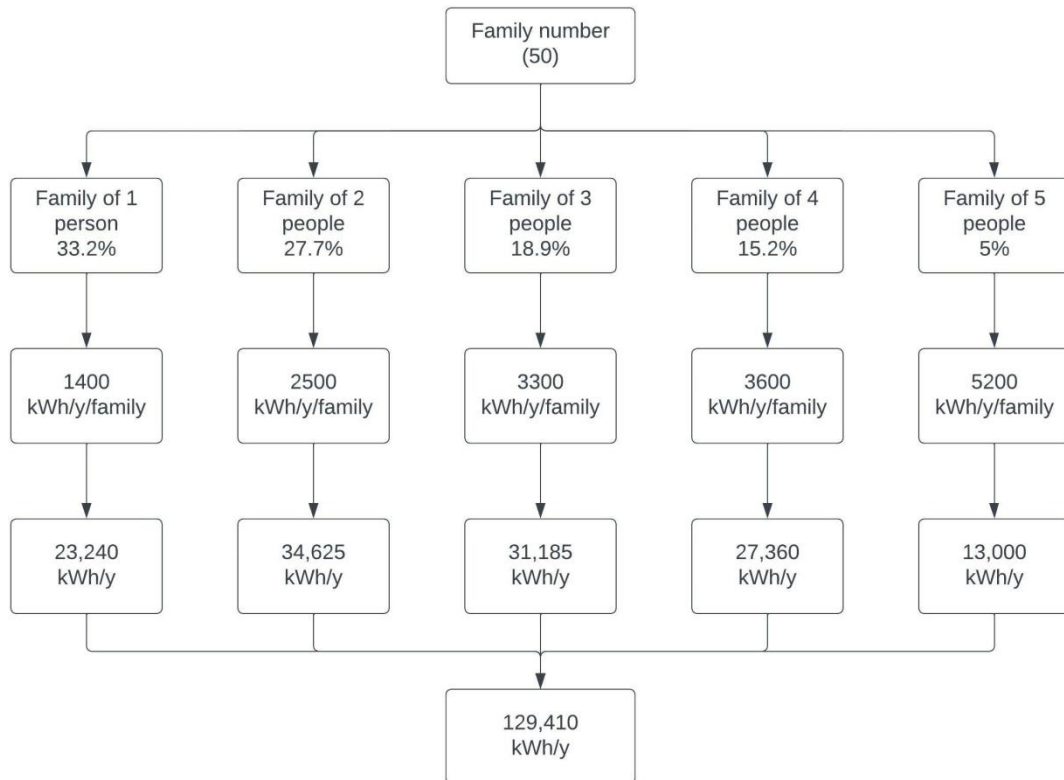 Family number
(50)
Family of 1
person
33.2%
Family of 2
people
27.7%
Family of 3
people
18.9%
Family of 4
people
15.2%
Family of 5
people
5%
1400
kWh/y/family
2500
kWh/y/family
3300
kWh/y/family
3600
kWh/y/family
5200
kWh/y/family
23,240
kWh/y
34,625
kWh/y
31,185
kWh/y
27,360
kWh/y
13,000
kWh/y
129,410
kWh/y